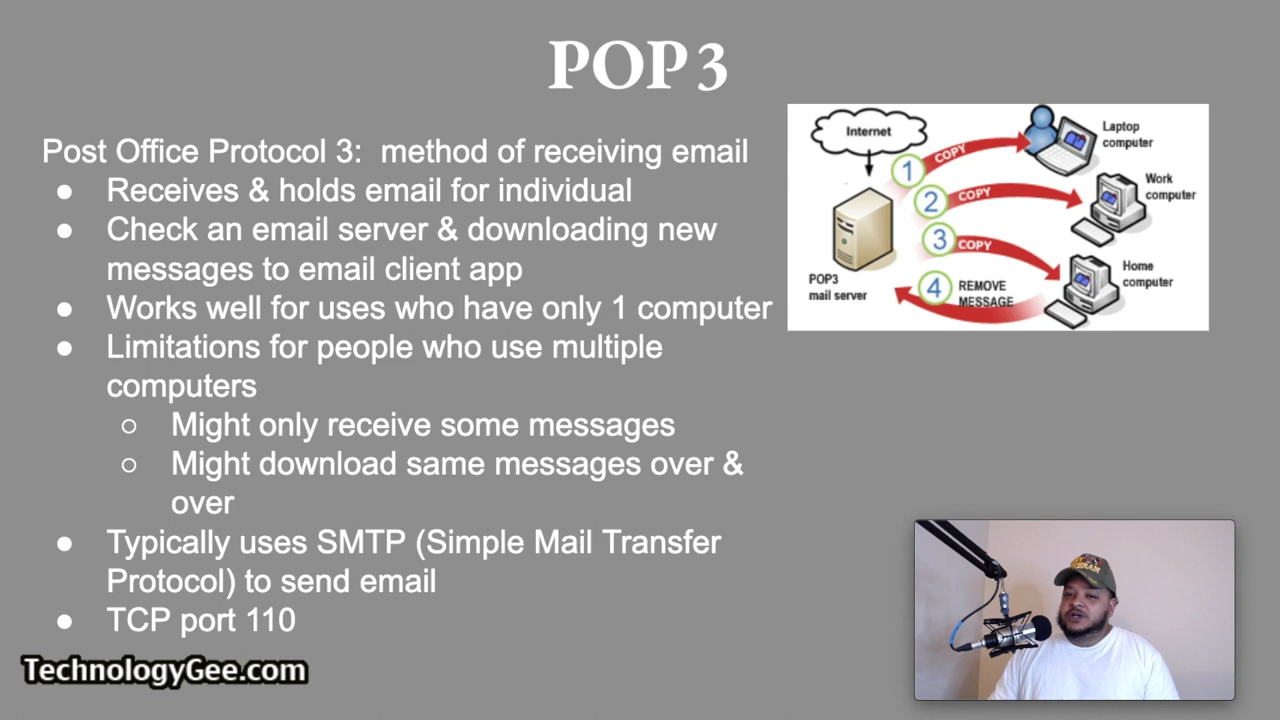 POP3
Post Office Protocol 3: method of receiving email
● Receives & holds email for individual
● Check an email server & downloading new
messages to email client app
● Works well for uses who have only 1 computer
● Limitations for people who use multiple
computers
○ Might only receive some messages
○ Might download same messages over &
over
● Typically uses SMTP (Simple Mail Transfer
Protocol) to send email
● TCP port 110
Internet
1 COPY
Laptop
computer
2 COPY
Work
computer
3 COPY
Home
computer
POP3
mail server
4 REMOVE
MESSAGE
TechnologyGee.com